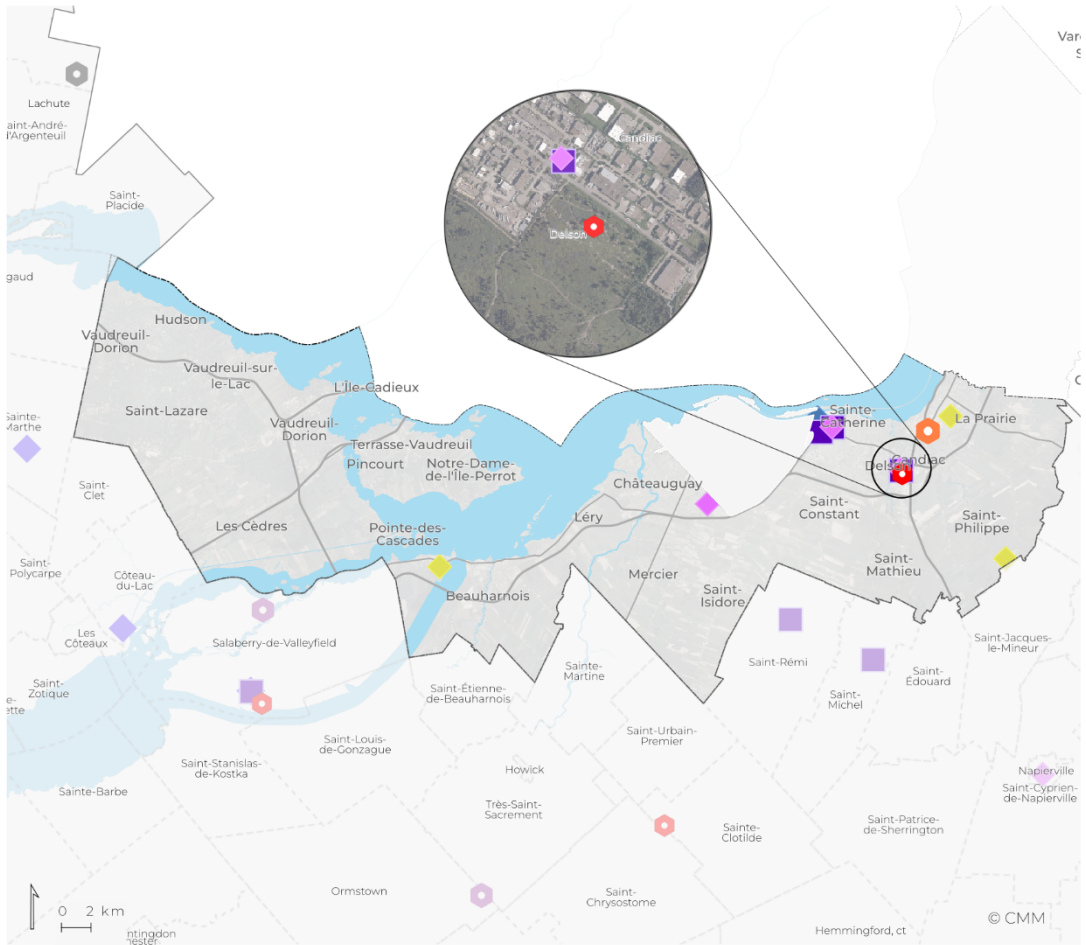 Lachute
Saint-
Placide
Hudson
Vaudreuil-
Dorion
Vaudreuil-sur-
le-Lac
L'Île-Cadieux
Saint-Lazare
Vaudreuil-
Dorion
Terrasse-Vaudreuil
Pincourt
Notre-Dame-
de-l'Île-Perrot
Les Cèdres
Pointe-des-
Cascades
Beauharnois
Léry
Châteauguay
Mercier
Saint-
Isidore
Sainte-
Catherine
La Prairie
Candiac
Delson
Saint-
Constant
Saint-
Philippe
Saint-
Mathieu
Candiac
Delson
Sainte-
Marthe
Saint-
Clet
Saint-
Polycarpe
Côteau-
du-Lac
Les
Côteaux
Saint-
Zotique
Salaberry-de-Valleyfield
Saint-Étienne-
de-Beauharnois
Sainte-
Martine
Saint-Rémi
Saint-
Michel
Saint-
Édouard
Saint-Jacques-
le-Mineur
Saint-Louis-
de-Gonzague
Saint-Stanislas-
de-Kostka
Sainte-Barbe
Howick
Très-Saint-
Sacrement
Saint-Urbain-
Premier
Sainte-
Clotilde
Saint-Patrice-
de-Sherrington
Napierville
Saint-Cyprien-
de-Napierville
Ormstown
Saint-
Chrysostome
Hemmingford, ct
0 2 km
© CMM